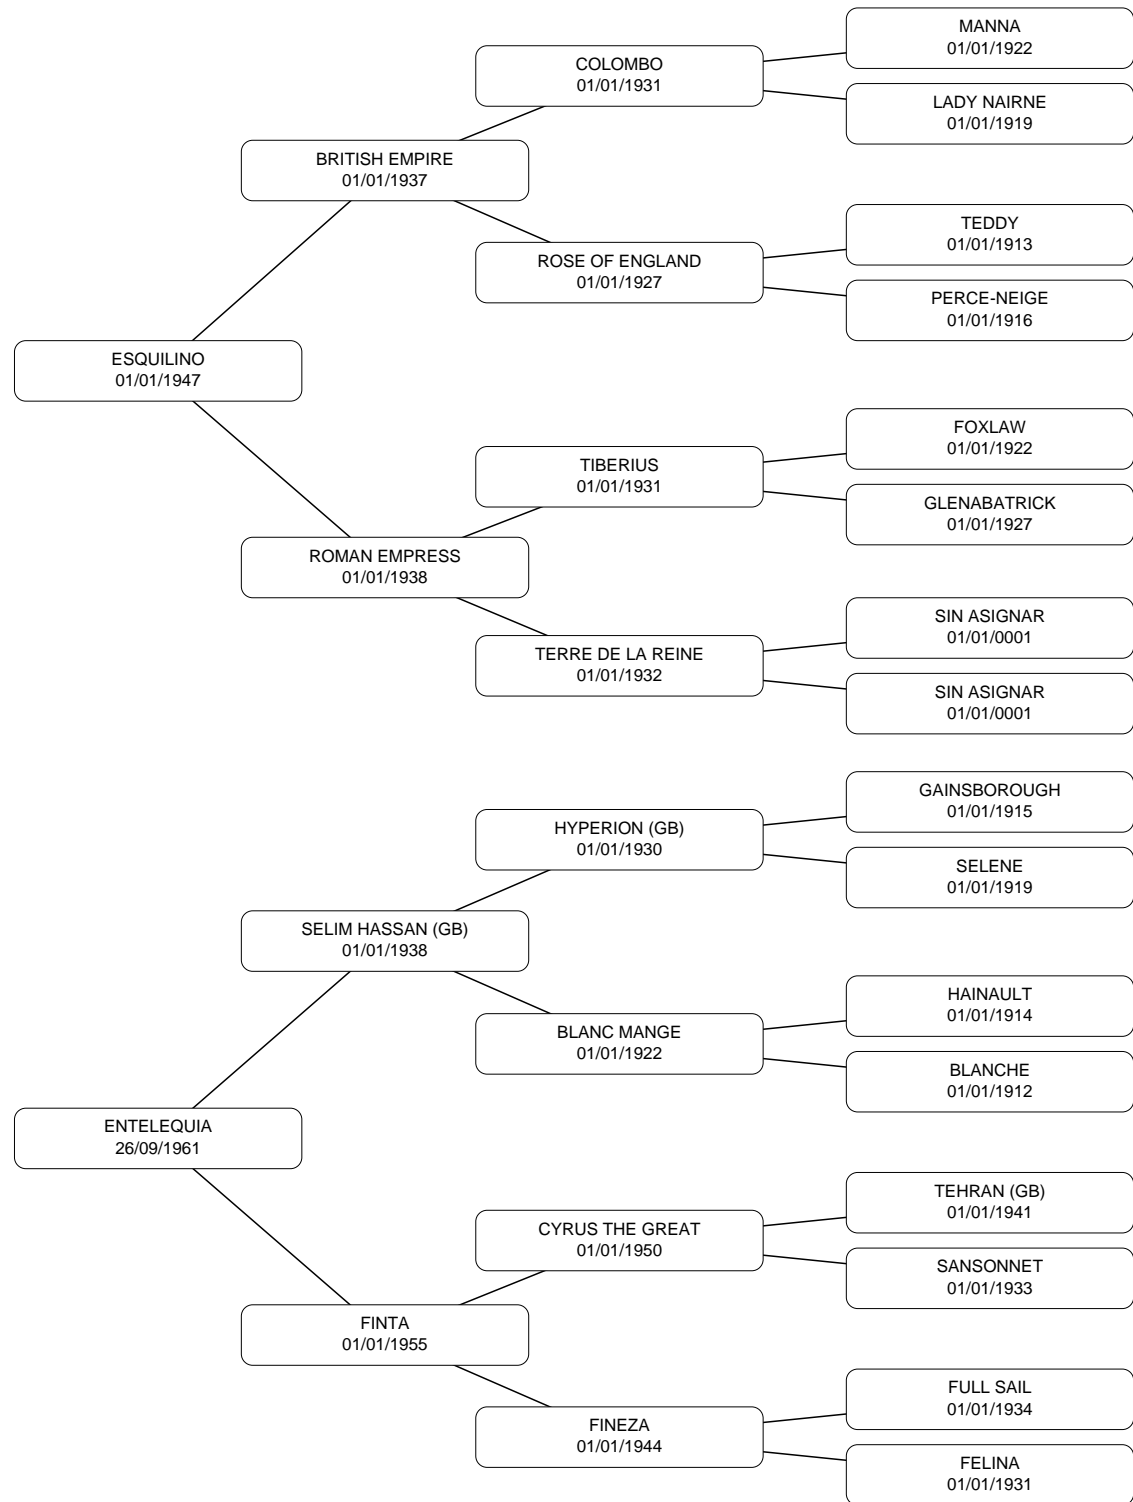 MANNA
01/01/1922
COLOMBO
01/01/1931
LADY NAIRNE
01/01/1919
BRITISH EMPIRE
01/01/1937
TEDDY
01/01/1913
ROSE OF ENGLAND
01/01/1927
PERCE-NEIGE
01/01/1916
ESQUILINO
01/01/1947
FOXLAW
01/01/1922
TIBERIUS
01/01/1931
GLENABATRICK
01/01/1927
ROMAN EMPRESS
01/01/1938
SIN ASIGNAR
01/01/0001
TERRE DE LA REINE
01/01/1932
SIN ASIGNAR
01/01/0001
GAINSBOROUGH
01/01/1915
HYPERION (GB)
01/01/1930
SELENE
01/01/1919
SELIM HASSAN (GB)
01/01/1938
HAINAULT
01/01/1914
BLANC MANGE
01/01/1922
BLANCHE
01/01/1912
ENTELEQUIA
26/09/1961
TEHRAN (GB)
01/01/1941
CYRUS THE GREAT
01/01/1950
SANSONNET
01/01/1933
FINTA
01/01/1955
FULL SAIL
01/01/1934
FINEZA
01/01/1944
FELINA
01/01/1931